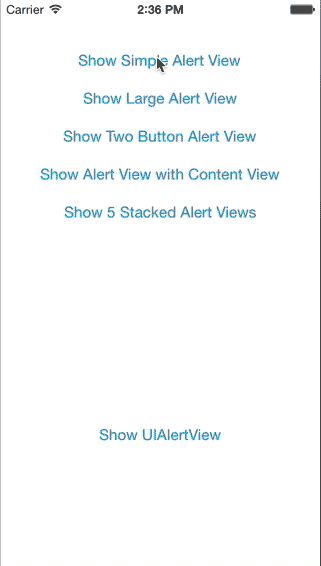 Carrier 2:36 PM
Show Simple Alert View
Show Large Alert View
Show Two Button Alert View
Show Alert View with Content View
Show 5 Stacked Alert Views
Show UIAlertView